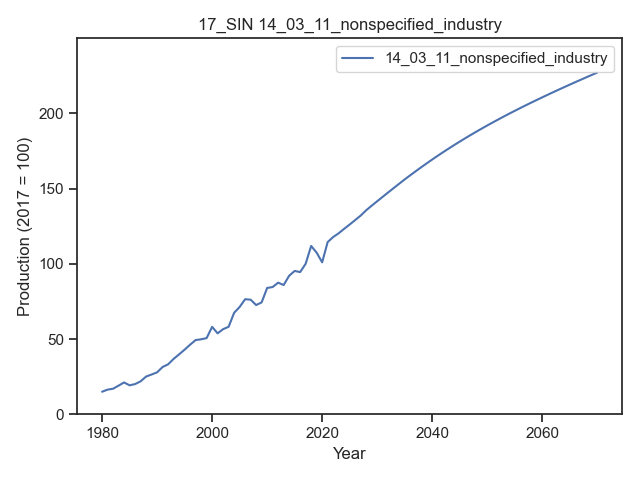 17_SIN 14_03_11_nonspecified_industry
14_03_11_nonspecified_industry
Production (2017 = 100)
200
150
100
50
0
1980 2000 2020 2040 2060
Year